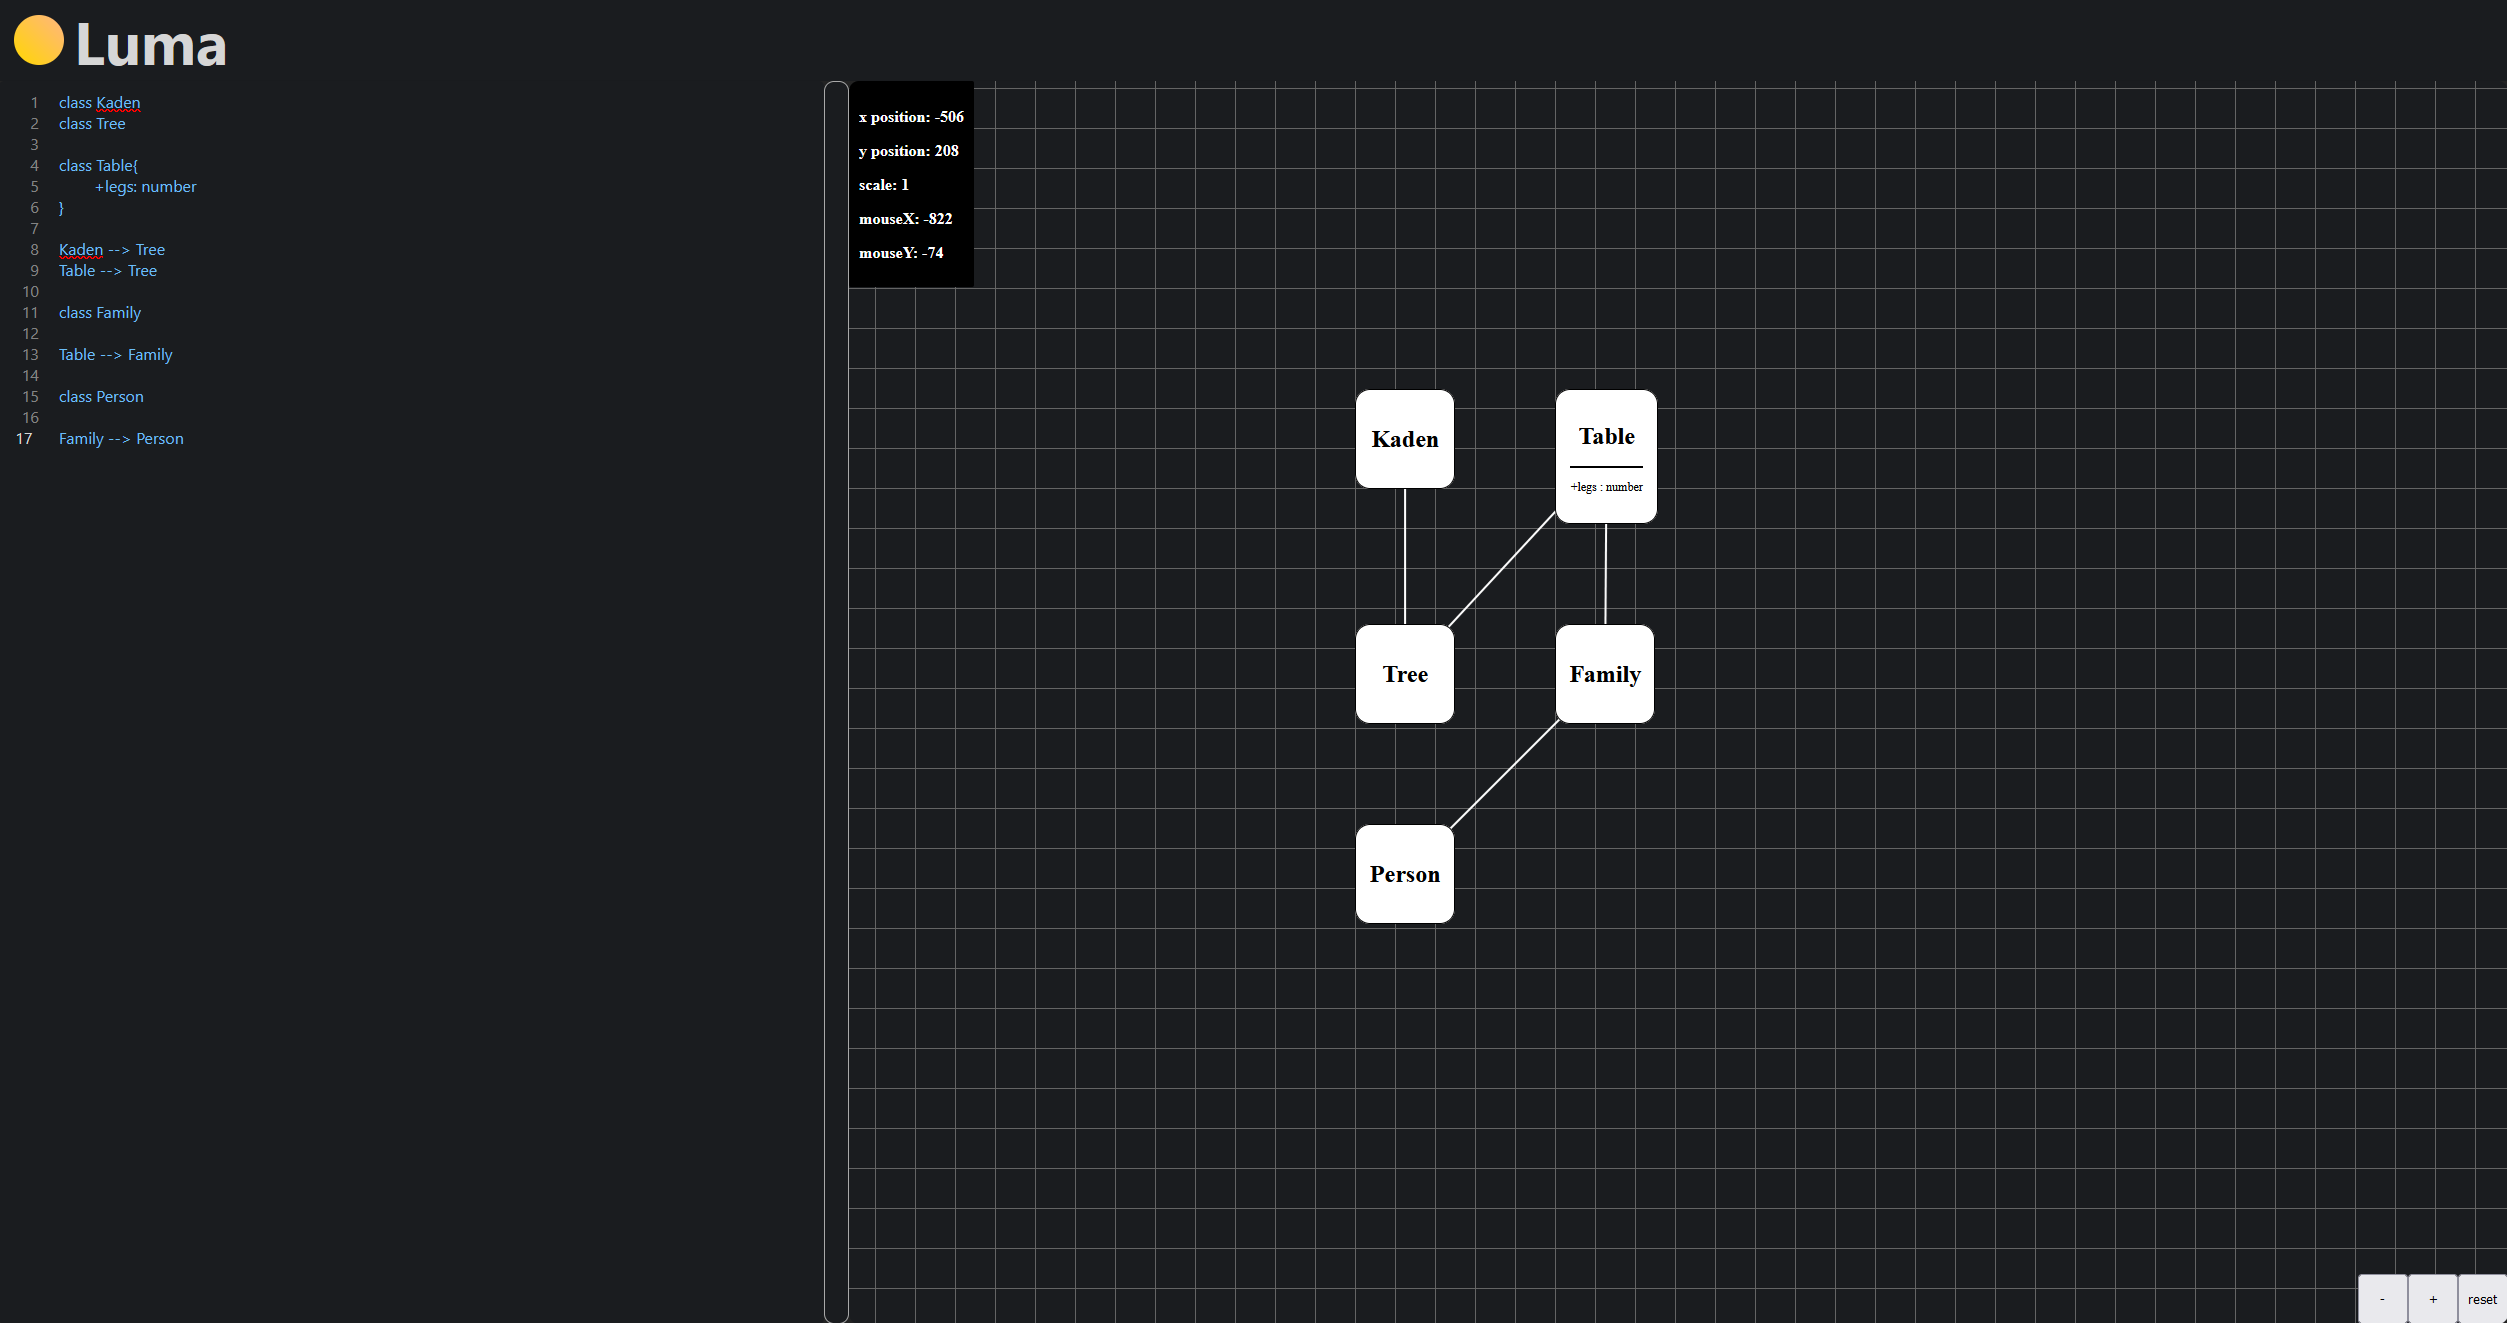 Luma
1 class Kaden
2 class Tree
3
4 class Table{
5 +legs: number
6 }
7
8 Kaden --> Tree
9 Table --> Tree
10
11 class Family
12
13 Table --> Family
14
15 class Person
16
17 Family --> Person
x position: -506
y position: 208
scale: 1
mouseX: -822
mouseY: -74
Kaden
Table
+legs : number
Tree
Family
Person
-
+
reset